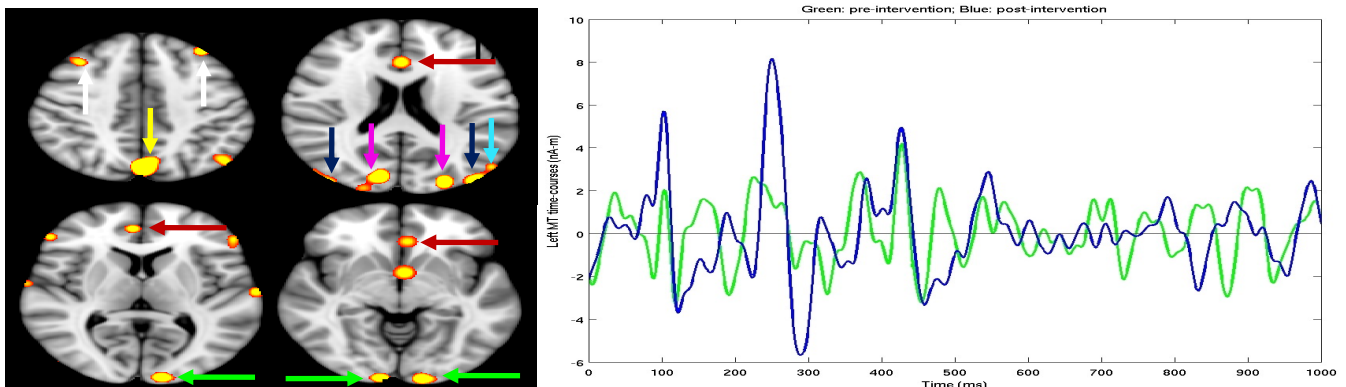 Green: pre-intervention; Blue: post-intervention
10
8
6
4
2
0
-2
-4
-6
Left MT time-courses (nA-m)
0 100 200 300 400 500 600 700 800 900 1000
Time (ms)